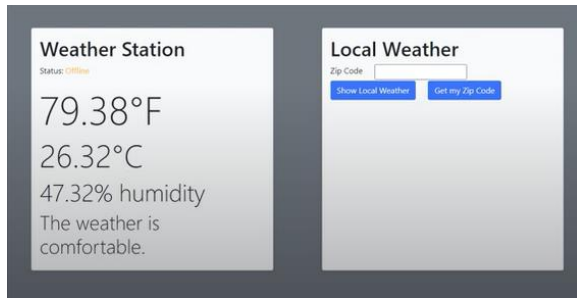 Weather Station
Status: Offline
79.38°F
26.32°C
47.32% humidity
The weather is
comfortable.
Local Weather
Zip Code
Show Local Weather
Get my Zip Code